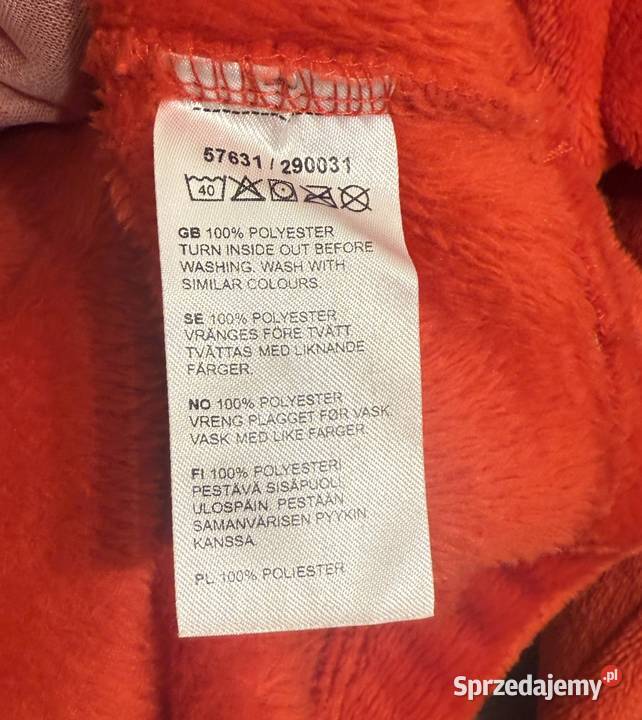 57631 / 290031
40
GB 100% POLYESTER
TURN INSIDE OUT BEFORE
WASHING. WASH WITH
SIMILAR COLOURS.
SE 100% POLYESTER
VRÄNGES FÖRE TVÄTT.
TVÄTTAS MED LIKNANDE
FÄRGER.
NO 100% POLYESTER
VRENG PLAGGET FØR VASK.
VASK MED LIKE FARGER.
FI 100% POLYESTERI
PESTÄVÄ SISÄPUOLI
ULOSPÄIN. PESTÄÄN
SAMANVÄRISEN PYYKIN
KANSSA.
PL 100% POLIESTER
Sprzedajemy.pl